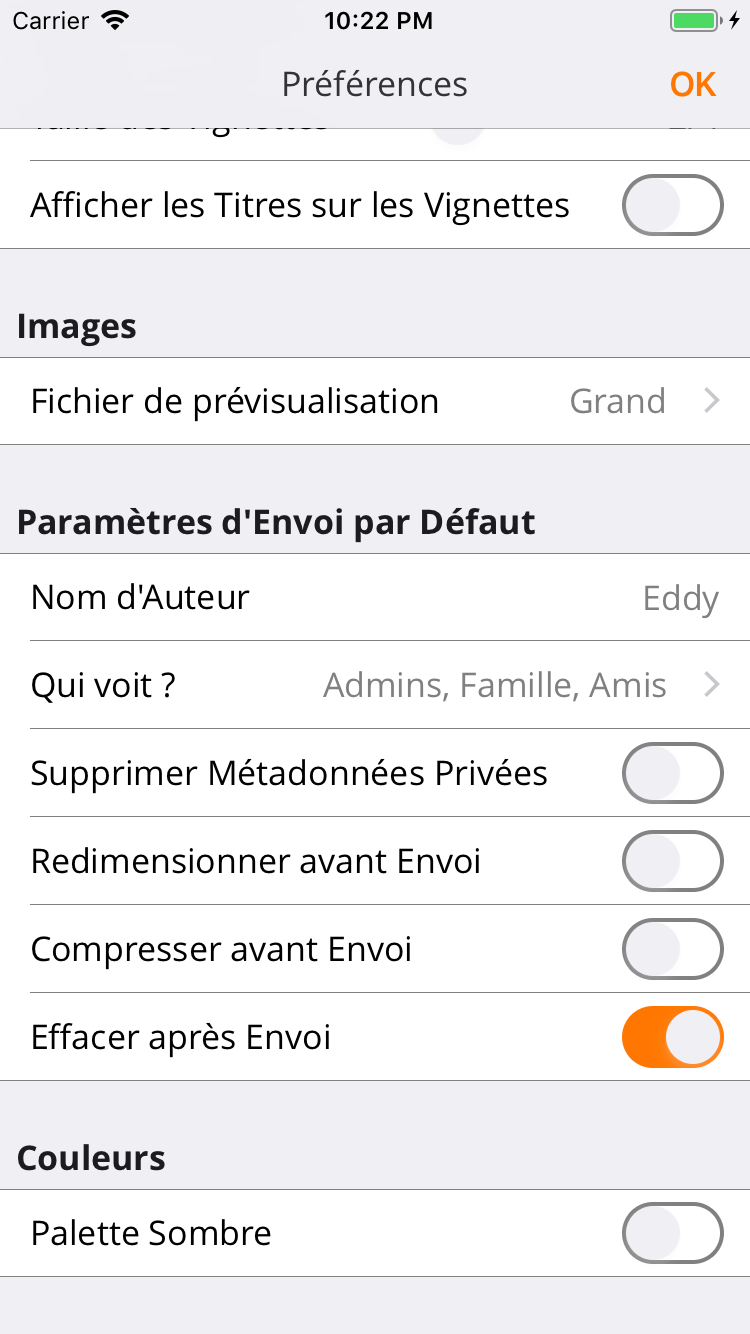 Carrier 10:22 PM
Préférences OK
Afficher les Titres sur les Vignettes
Images
Fichier de prévisualisation Grand
Paramètres d'Envoi par Défaut
Nom d'Auteur Eddy
Qui voit ? Admins, Famille, Amis
Supprimer Métadonnées Privées
Redimensionner avant Envoi
Compresser avant Envoi
Effacer après Envoi
Couleurs
Palette Sombre